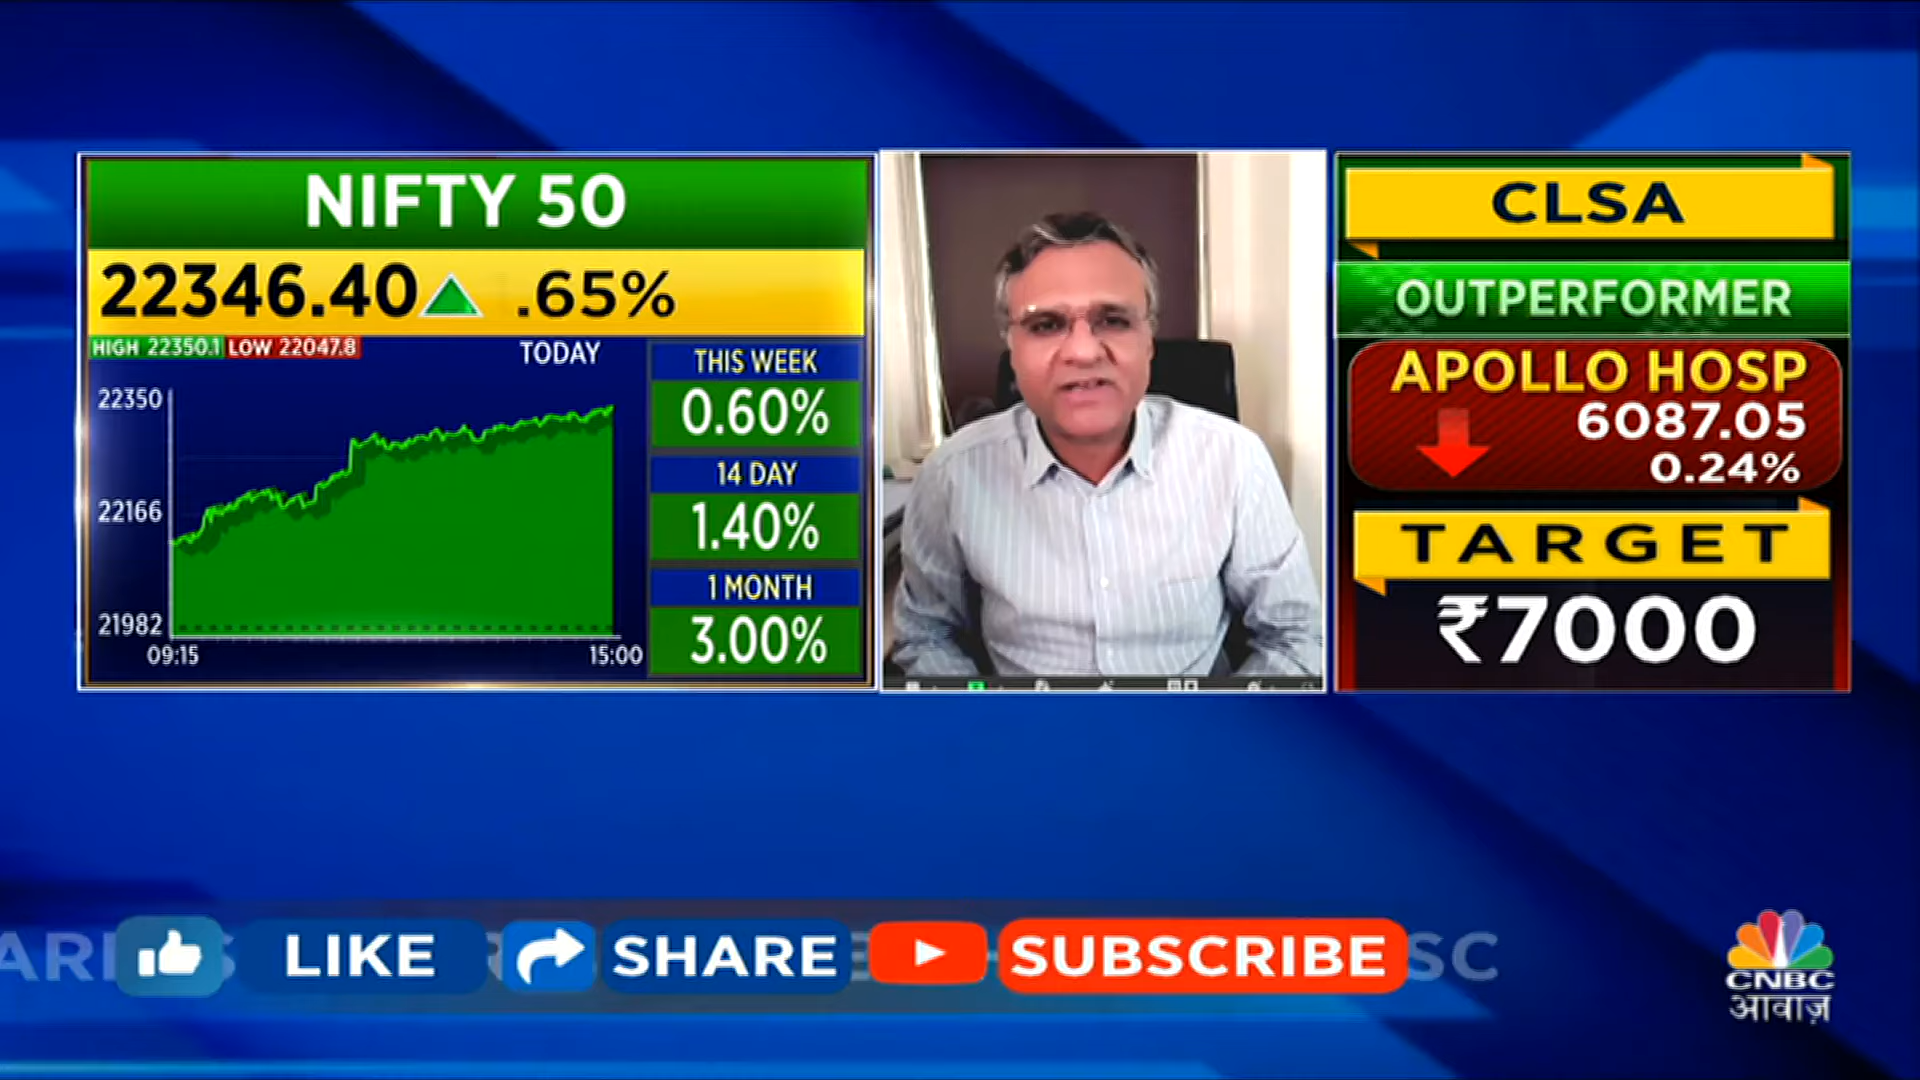 NIFTY 50
22346.40 .65%
HIGH 22350.1 LOW 22047.8
TODAY
22350
22166
21982
09:15
15:00
THIS WEEK
0.60%
14 DAY
1.40%
1 MONTH
3.00%
CLSA
OUTPERFORMER
APOLLO HOSP
6087.05
0.24%
TARGET
₹7000
LIKE SHARE SUBSCRIBE
SC
CNBC
आवाज़